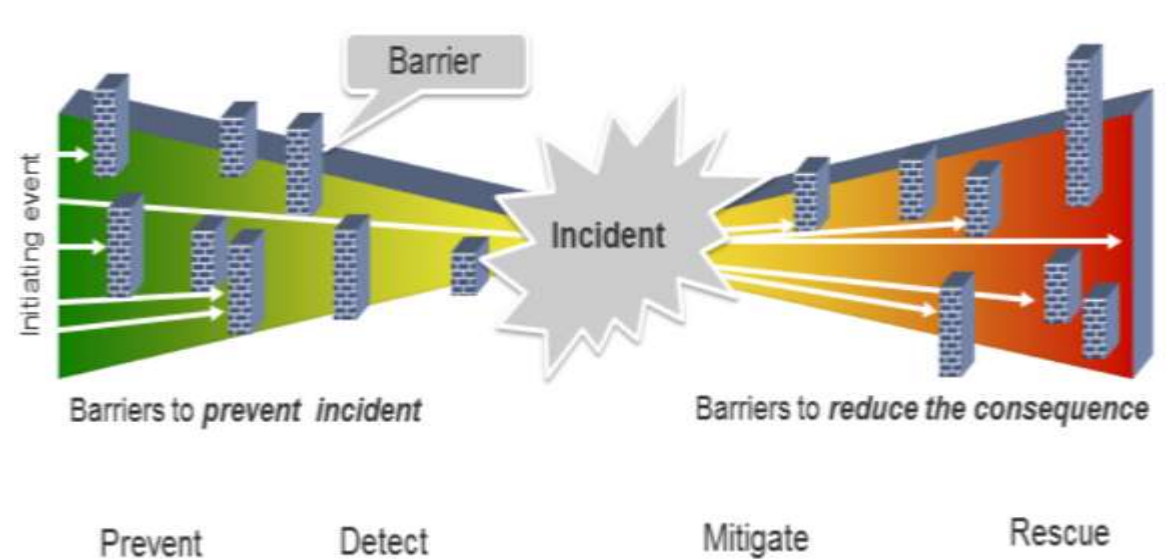 Barrier
Initiating event
Incident
Barriers to prevent incident
Barriers to reduce the consequence
Prevent
Detect
Mitigate
Rescue